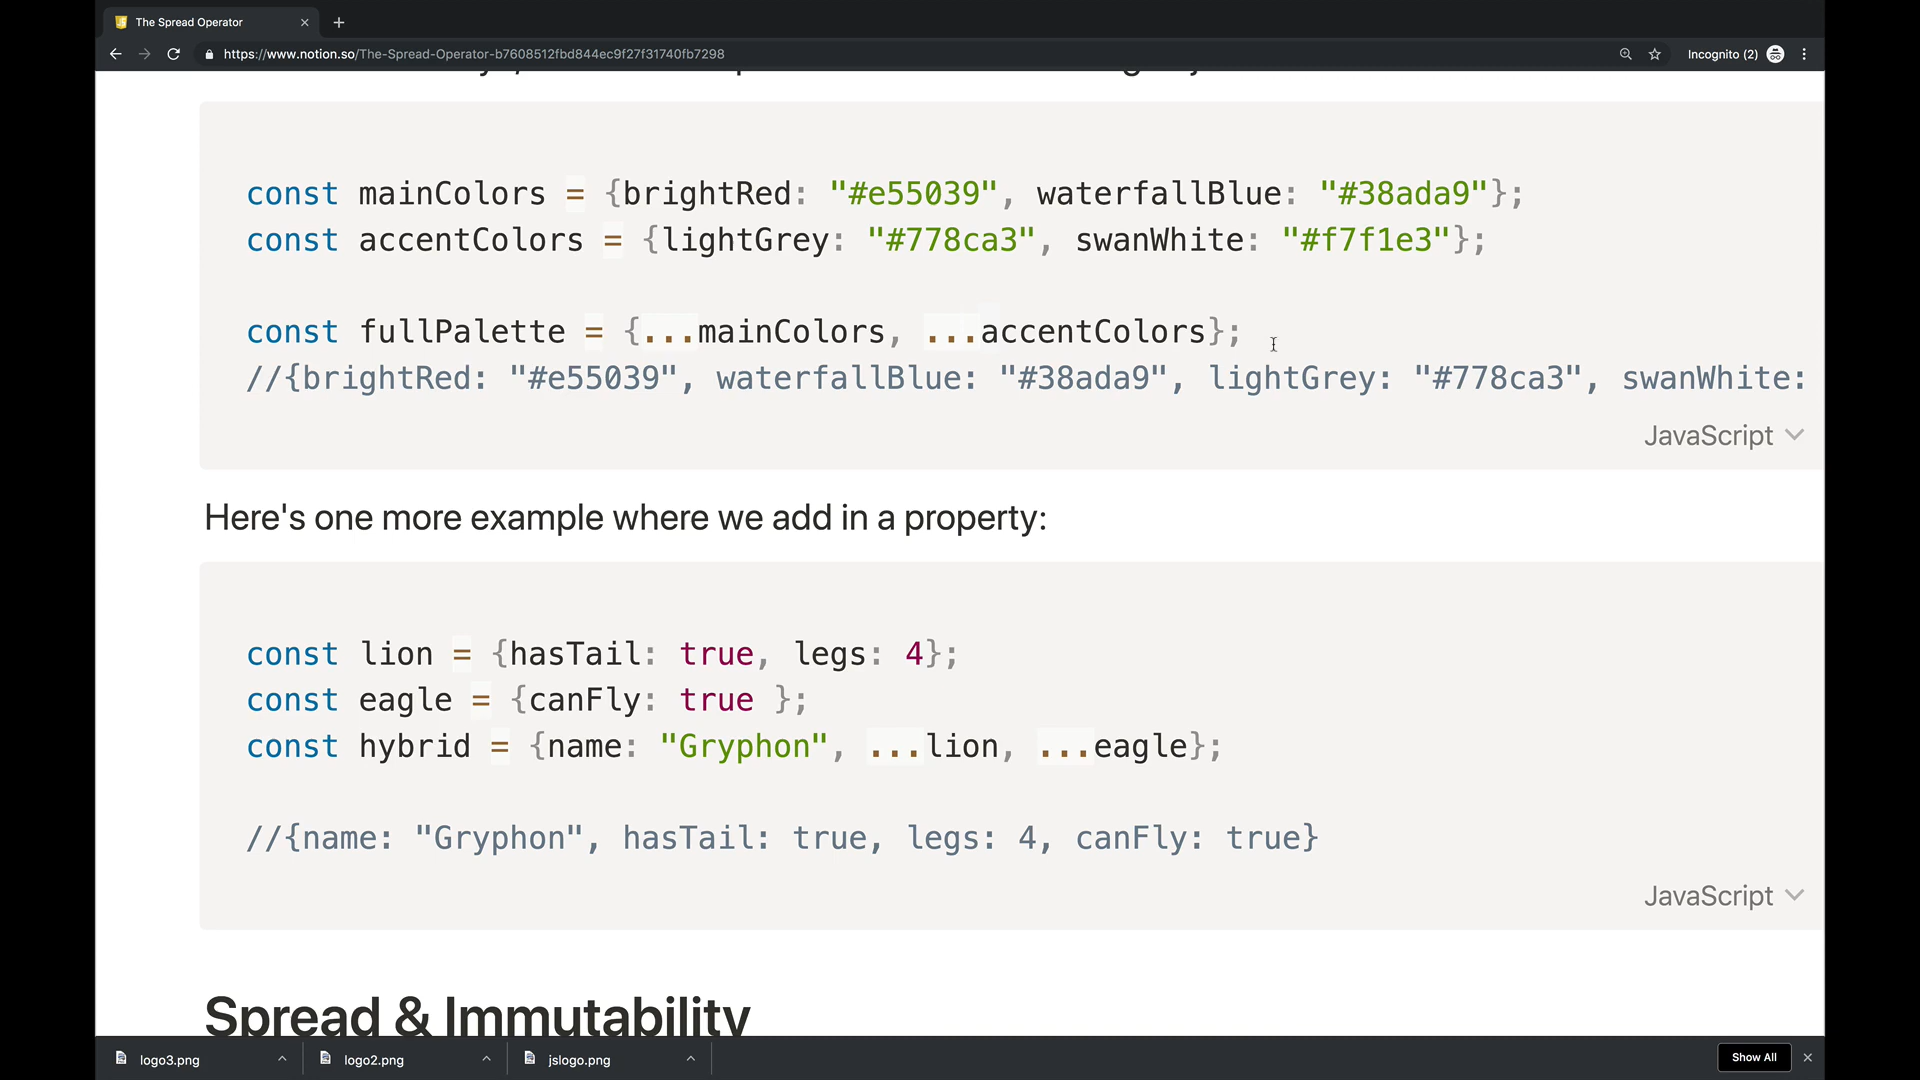 The Spread Operator
https://www.notion.so/The-Spread-Operator-b7608512fbd844ec9f27f31740fb7298
Incognito (2)
const mainColors = {brightRed: "#e55039", waterfallBlue: "#38ada9"};
const accentColors = {lightGrey: "#778ca3", swanWhite: "#f7f1e3"};
const fullPalette = {...mainColors, ...accentColors};
//{brightRed: "#e55039", waterfallBlue: "#38ada9", lightGrey: "#778ca3", swanWhite:
JavaScript
Here's one more example where we add in a property:
const lion = {hasTail: true, legs: 4};
const eagle = {canFly: true };
const hybrid = {name: "Gryphon", ...lion, ...eagle};
//{name: "Gryphon", hasTail: true, legs: 4, canFly: true}
JavaScript
Spread & Immutability
logo3.png
logo2.png
jslogo.png
Show All